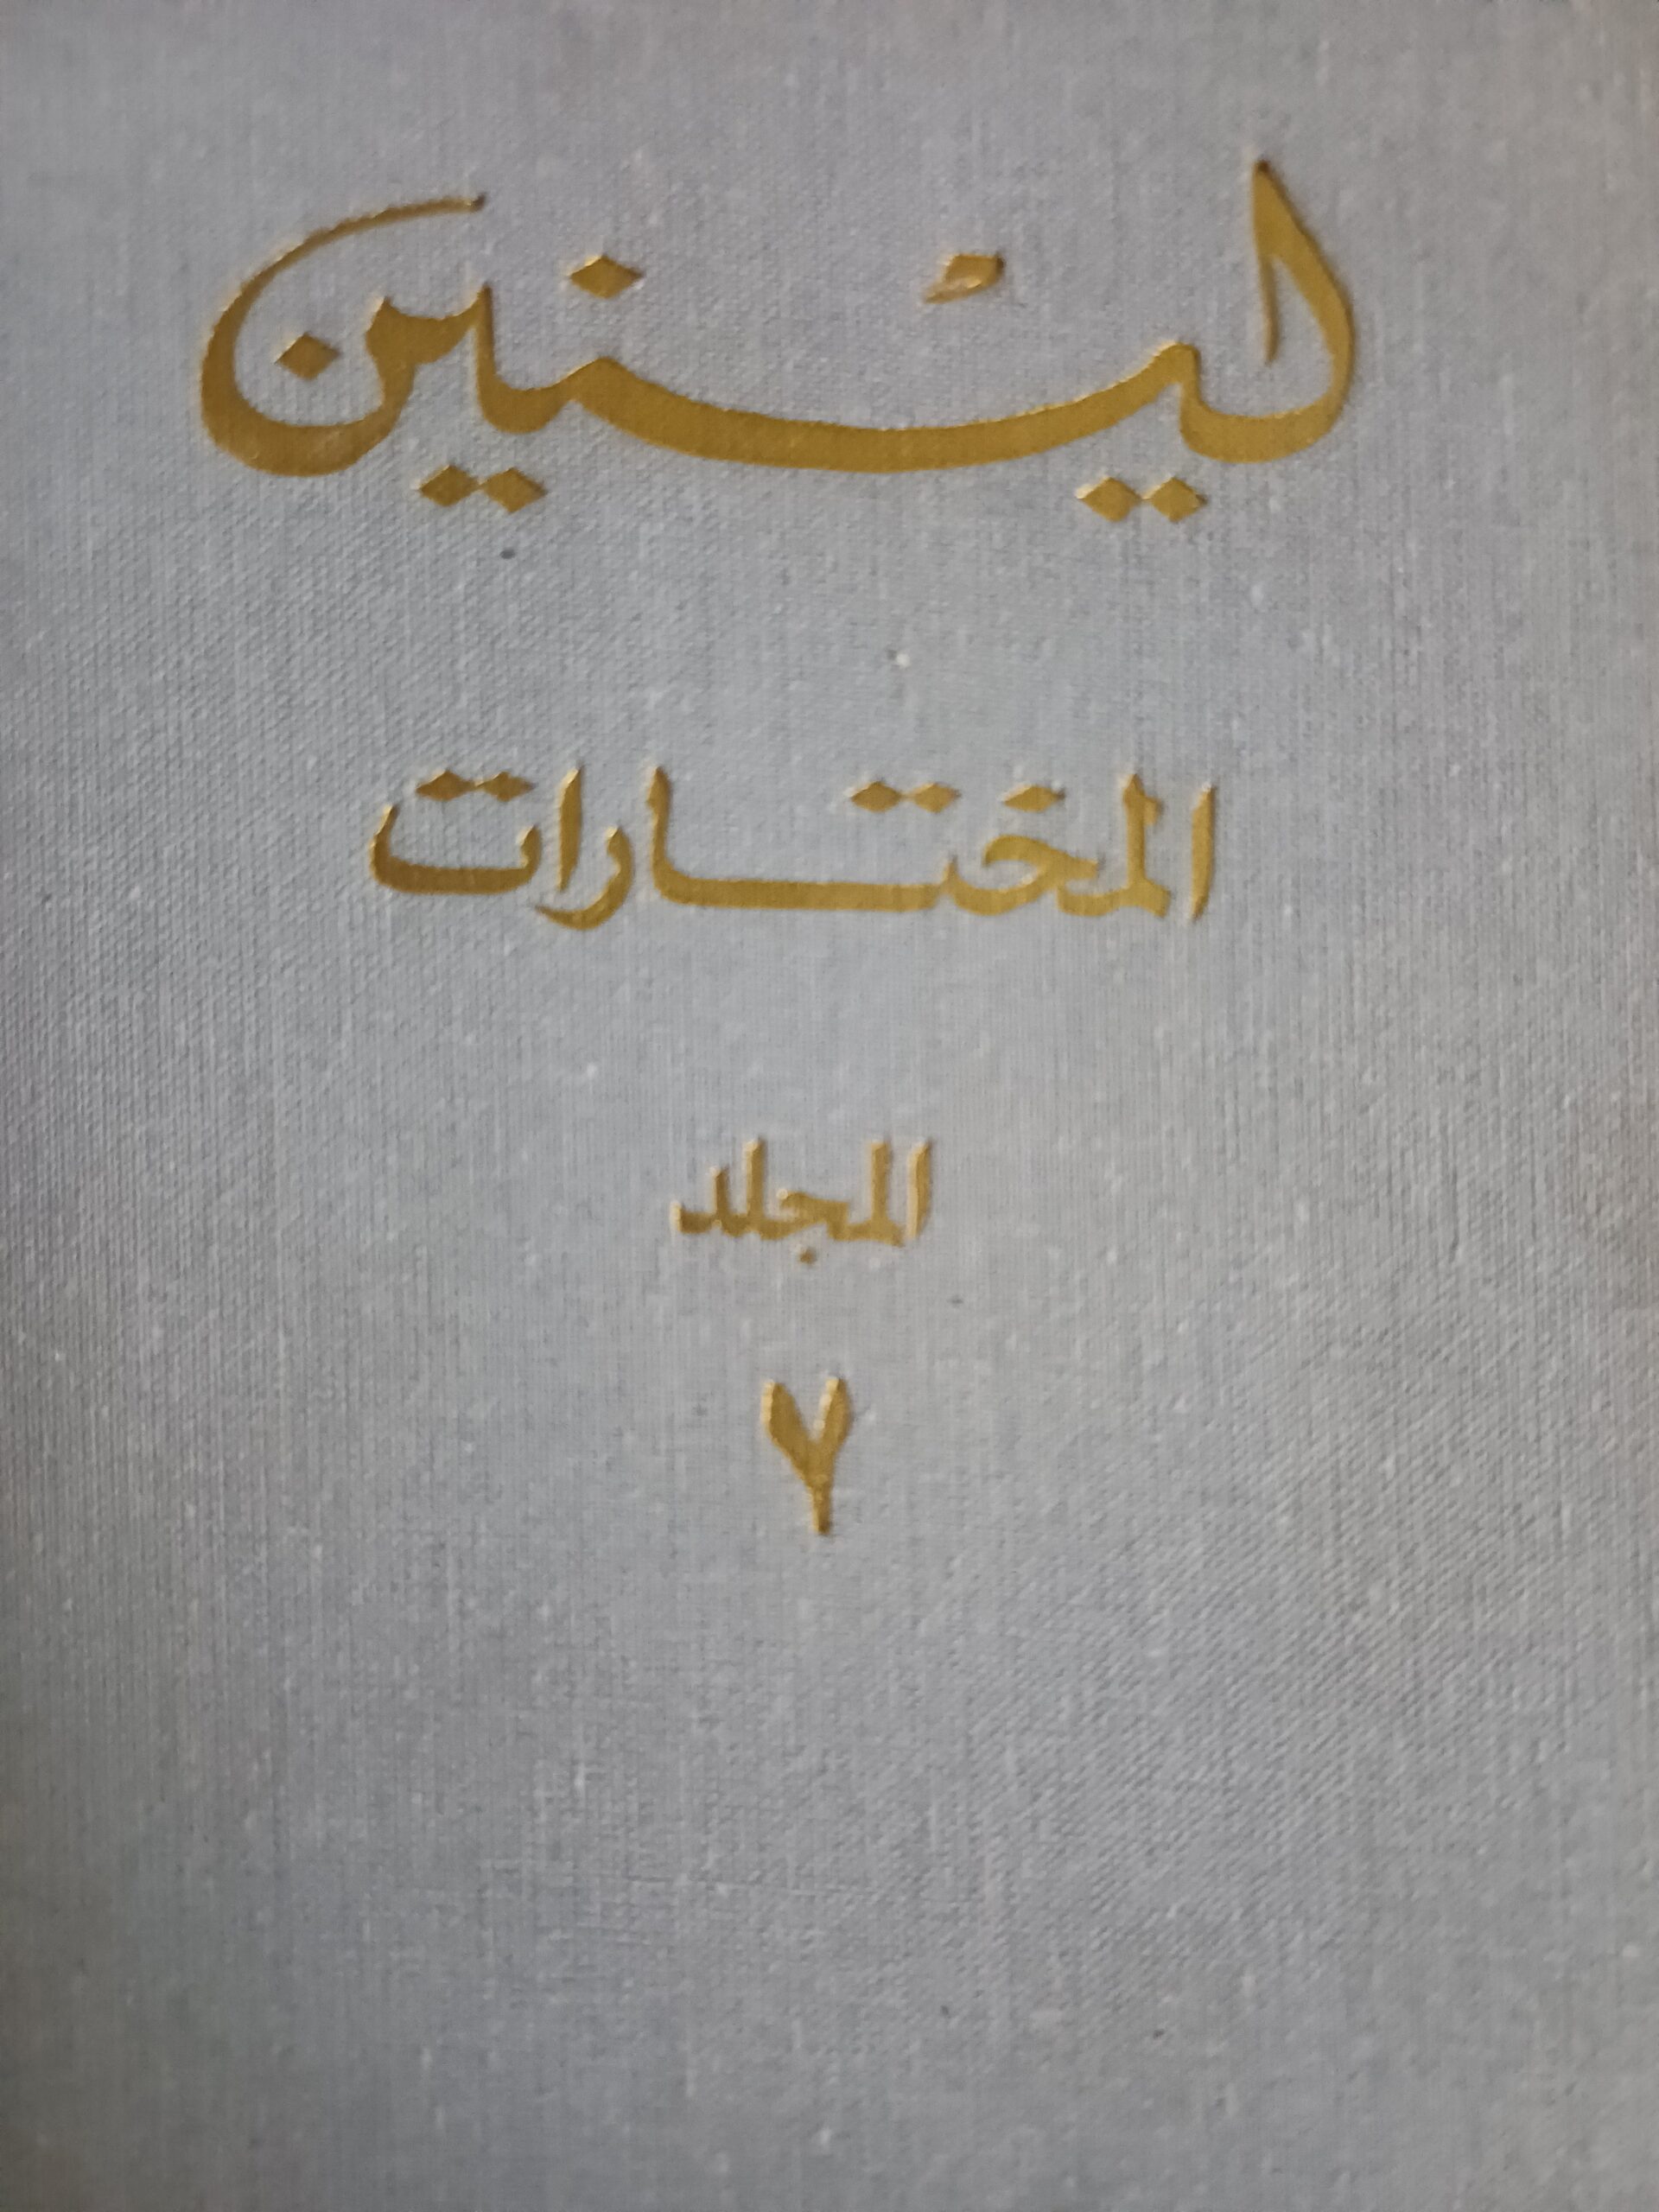 لينين
المختارات
المجلد
٧